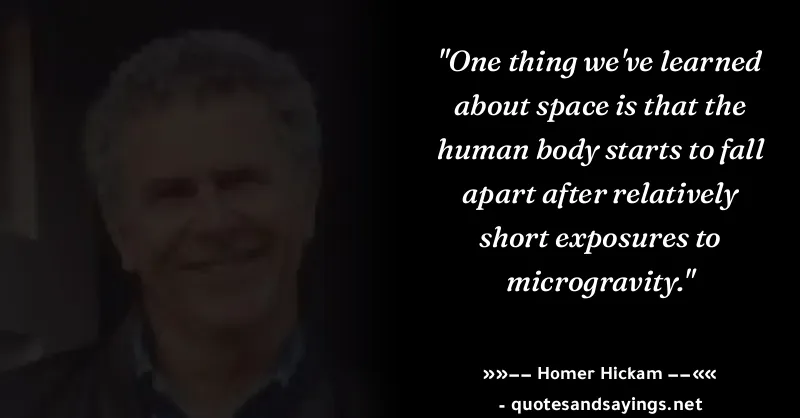 "One thing we've learned
about space is that the
human body starts to fall
apart after relatively
short exposures to
microgravity."
»»–– Homer Hickam ––««
- quotesandsayings.net